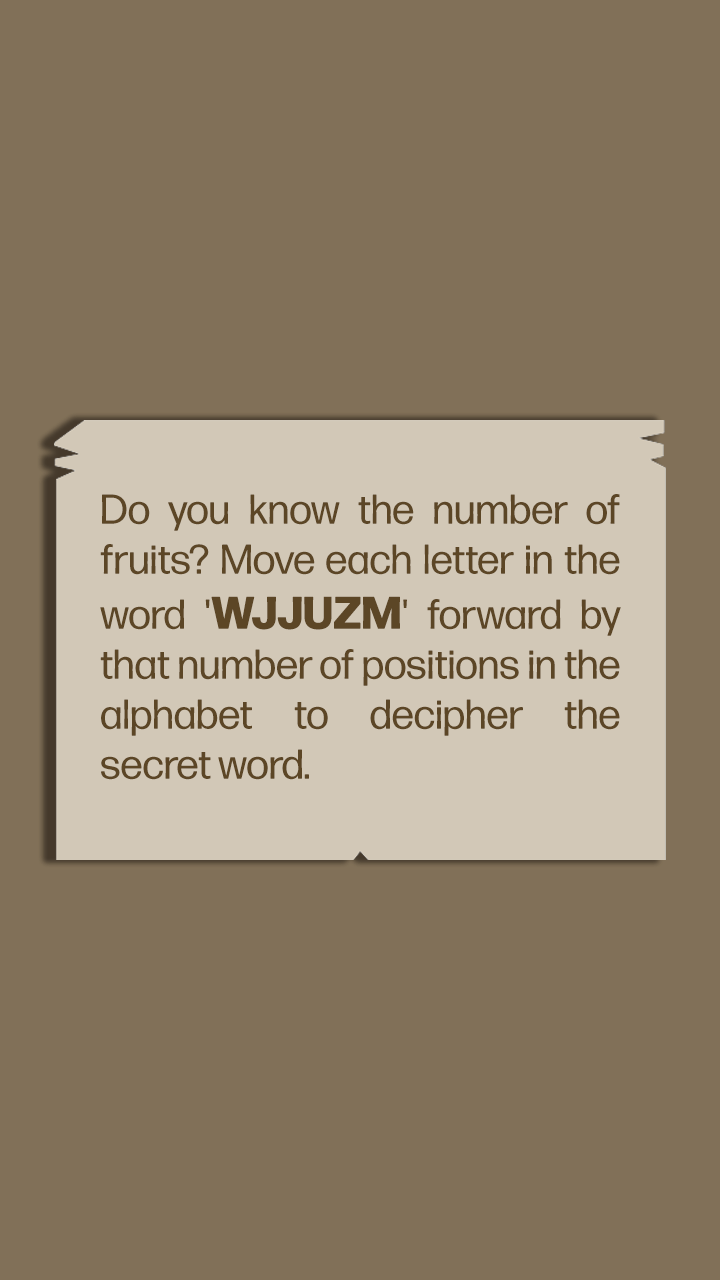 Do you know the number of
fruits? Move each letter in the
word 'WJJUZM' forward by
that number of positions in the
alphabet to decipher the
secret word.